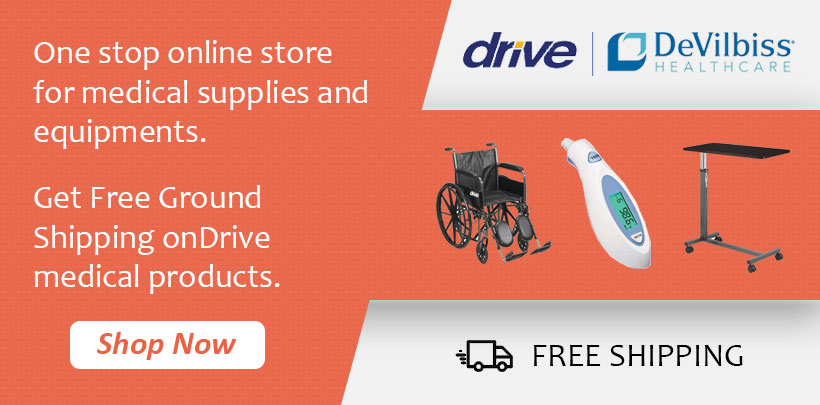 One stop online store
for medical supplies and
equipments.
Get Free Ground
Shipping onDrive
medical products.
Shop Now
drive
DeVilbiss®
HEALTHCARE
FREE SHIPPING